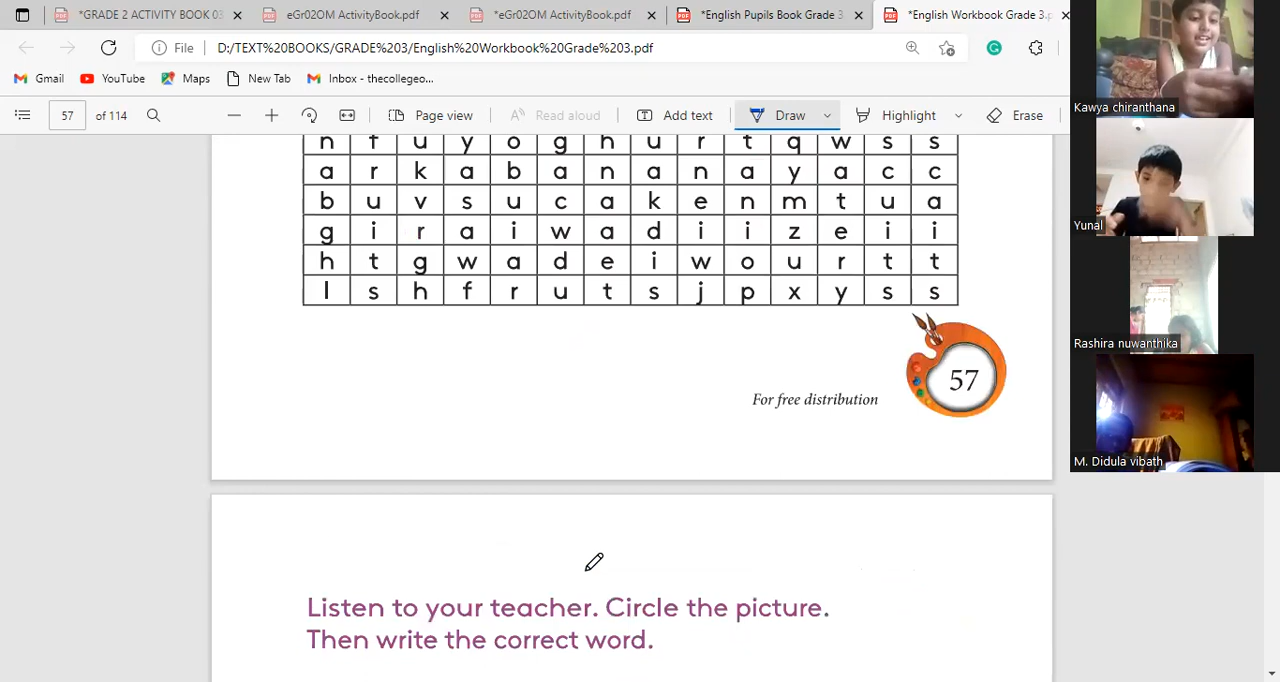 *GRADE 2 ACTIVITY BOOK 03
eGr02OM ActivityBook.pdf
*eGr02OM ActivityBook.pdf
*English Pupils Book Grade 3
*English Workbook Grade 3.p
File D:/TEXT%20BOOKS/GRADE%203/English%20Workbook%20Grade%203.pdf
Gmail YouTube Maps New Tab Inbox - thecollegeo...
57 of 114 Page view Read aloud Add text Draw Highlight Erase
n f u y o g h u r t q w s s
a r k a b a n a n a y a c c
b u v s u c a k e n m t u a
g i r a i w a d i i z e i i
h t g w a d e i w o u r t t
l s h f r u t s j p x y s s
57
For free distribution
Listen to your teacher. Circle the picture.
Then write the correct word.
Kawya chiranthana
Yunal
Rashira nuwanthika
M. Didula vibath